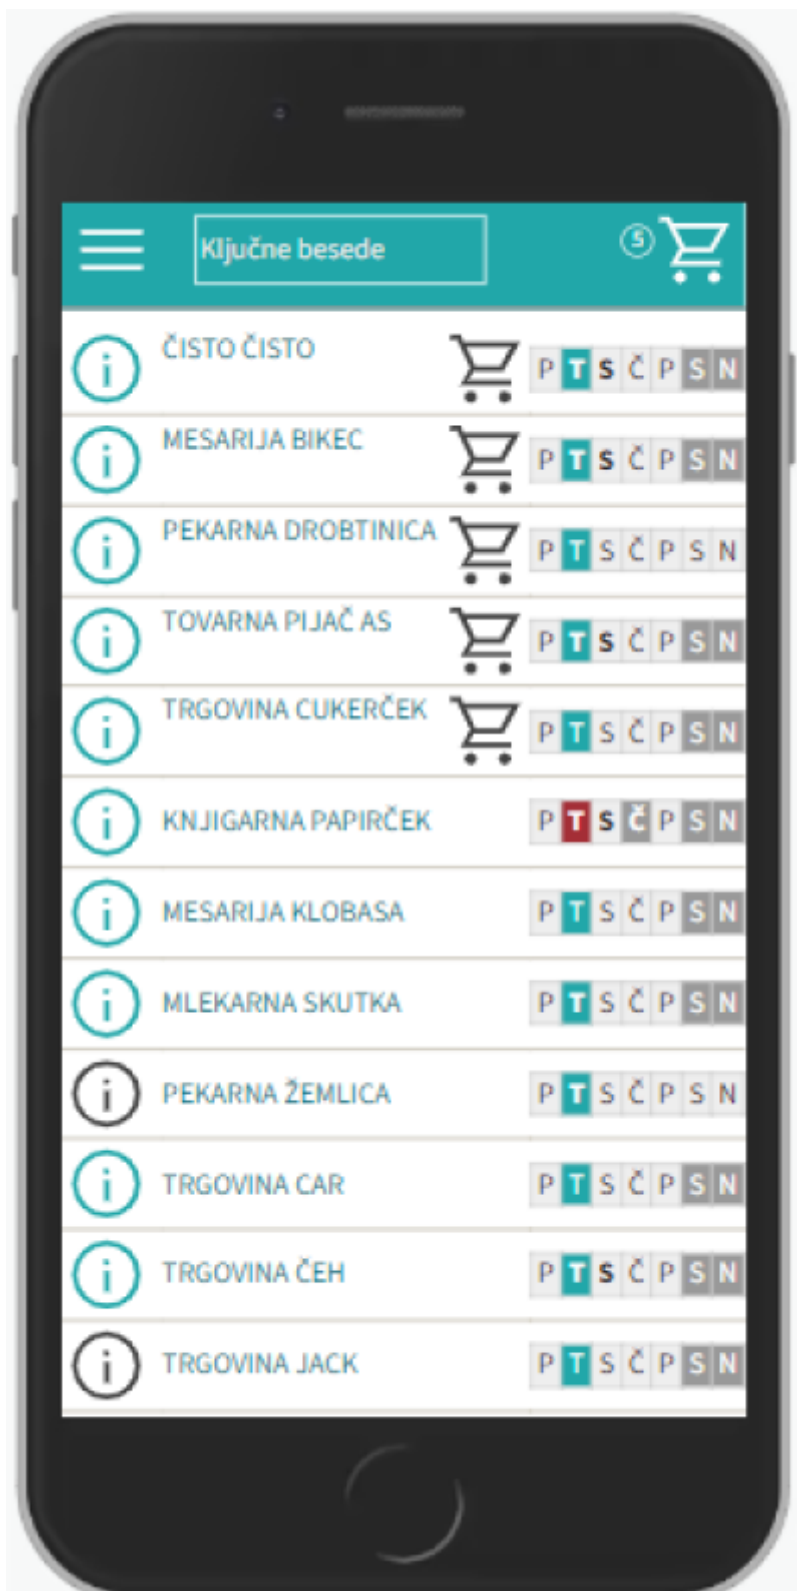 Ključne besede 5
ČISTO ČISTO P T S Č P S N
MESARIJA BIKEC P T S Č P S N
PEKARNA DROBTINICA P T S Č P S N
TOVARNA PIJAČ AS P T S Č P S N
TRGOVINA CUKERČEK P T S Č P S N
KNJIGARNA PAPIRČEK P T S Č P S N
MESARIJA KLOBASA P T S Č P S N
MLEKARNA SKUTKA P T S Č P S N
PEKARNA ŽEMLICA P T S Č P S N
TRGOVINA CAR P T S Č P S N
TRGOVINA ČEH P T S Č P S N
TRGOVINA JACK P T S Č P S N